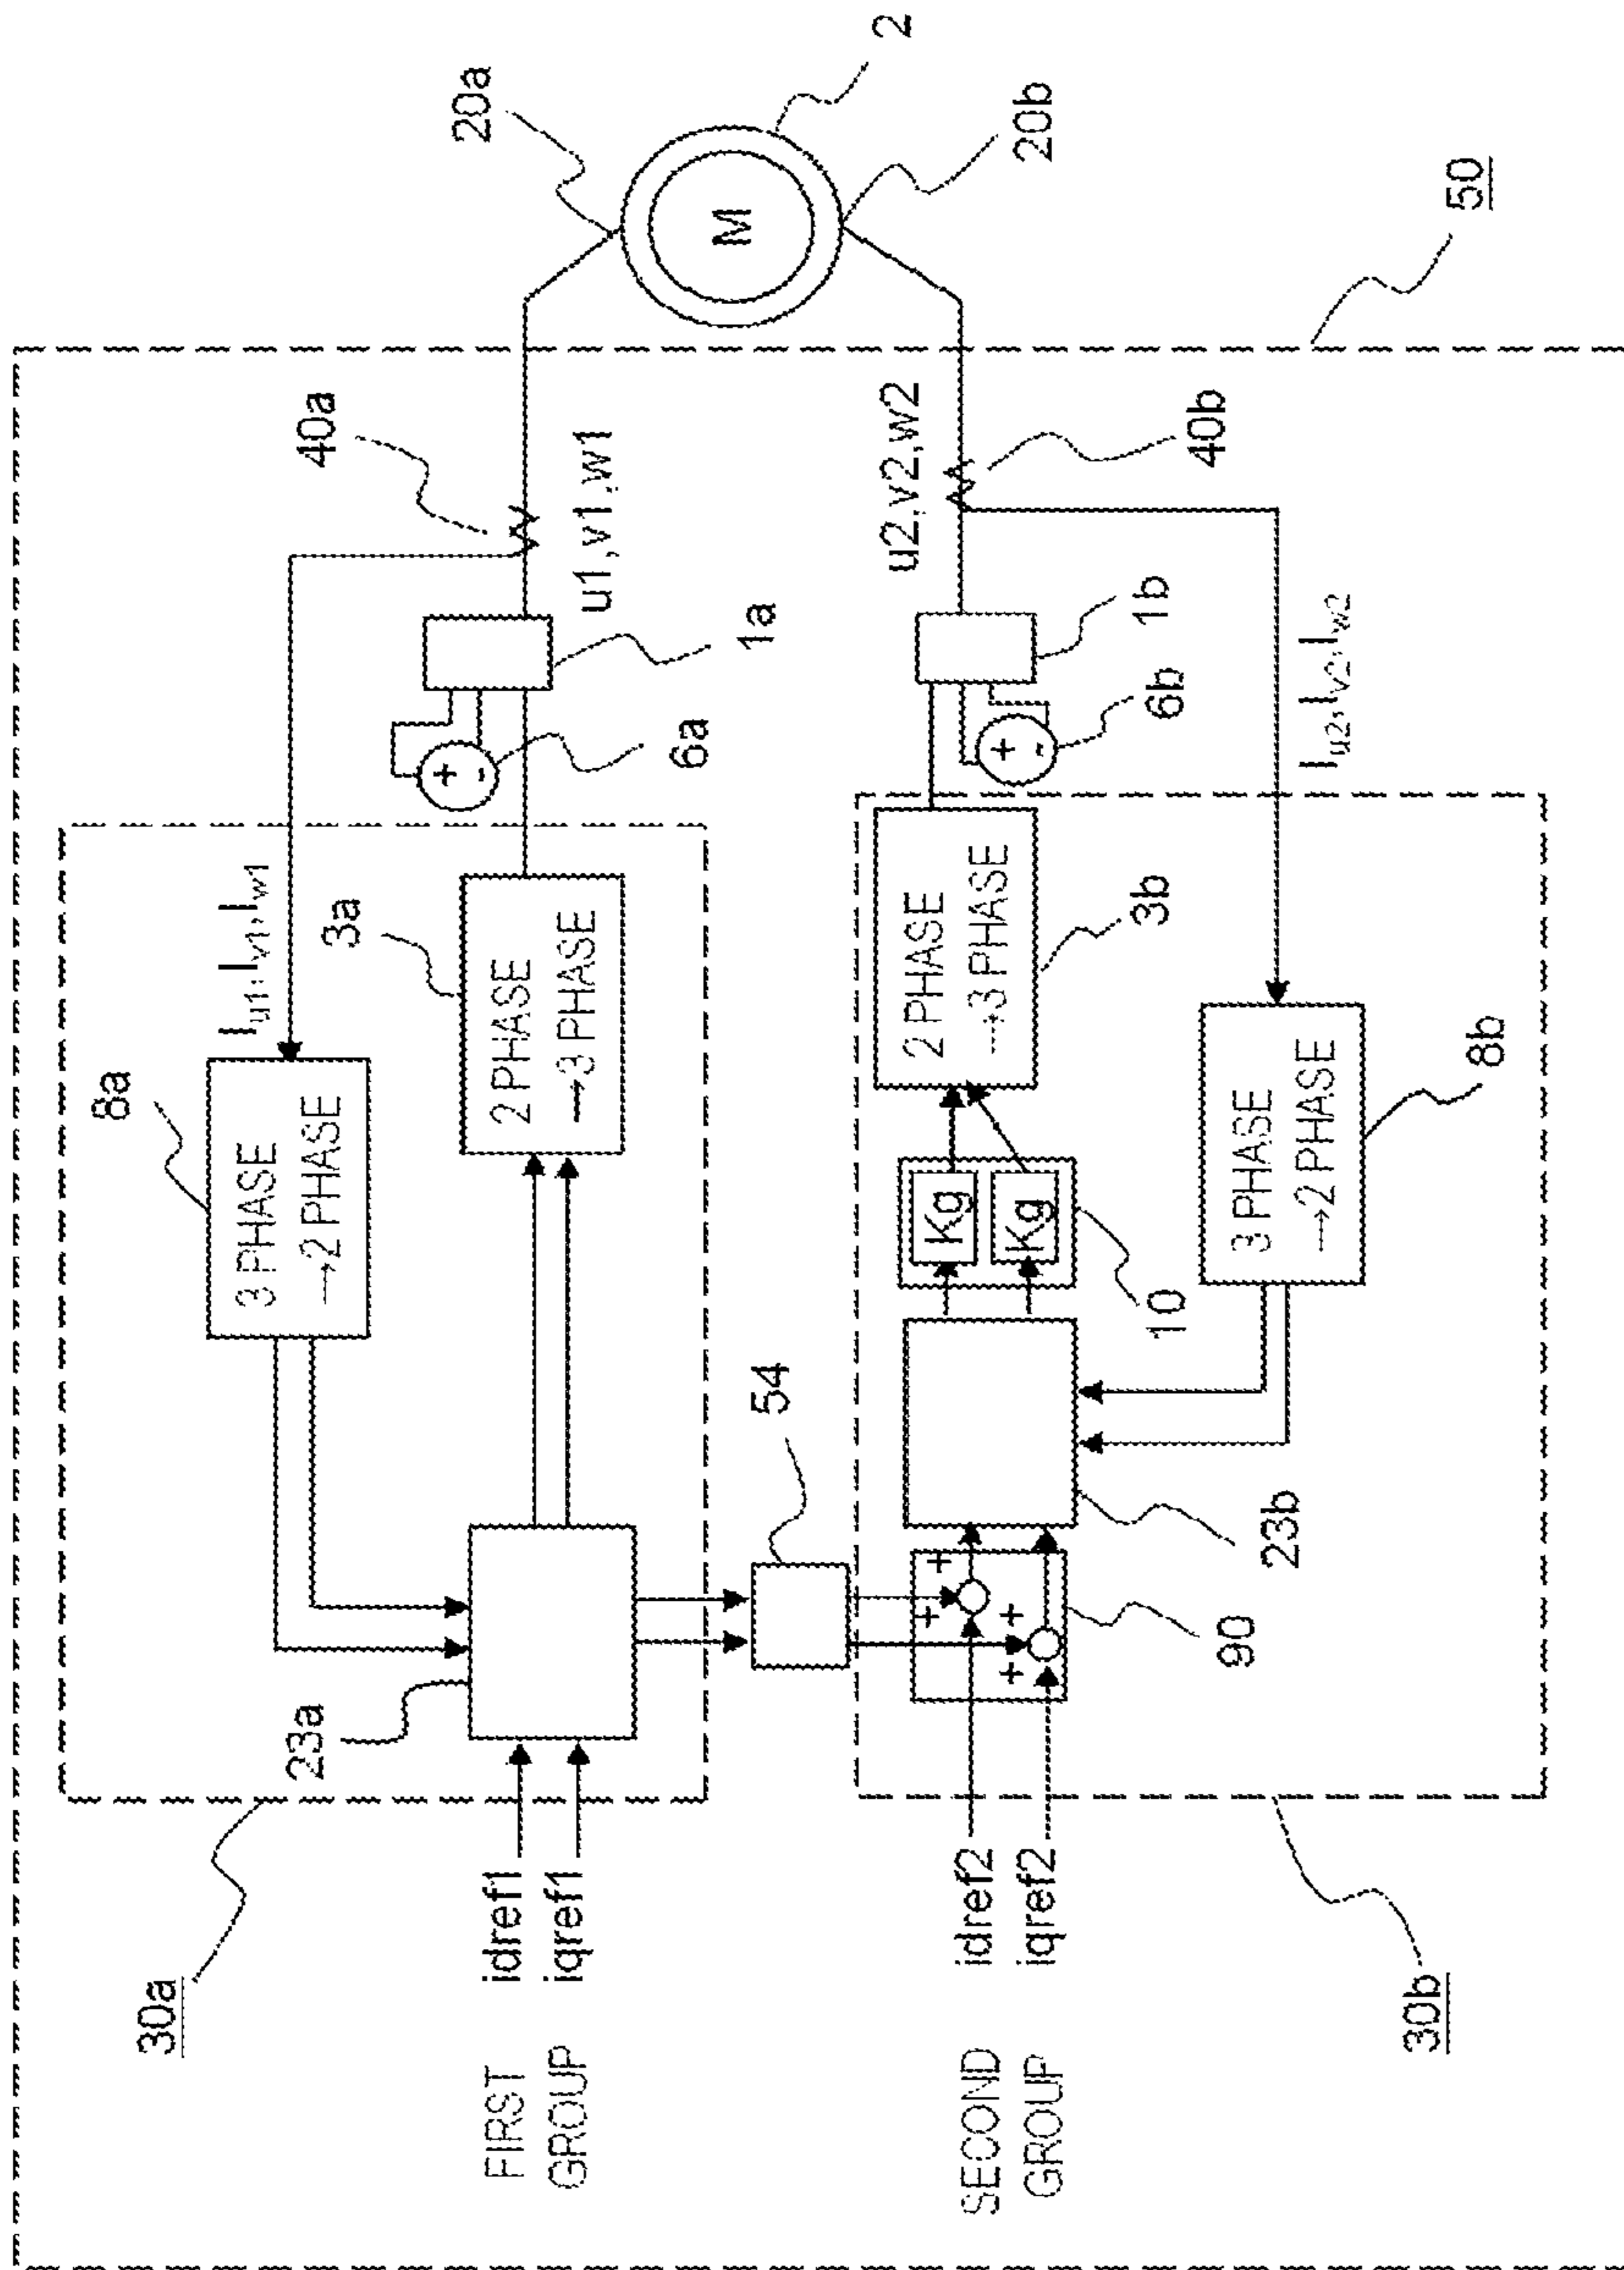 20a
2
M
20b
50
40a
u1,v1,w1
u2,v2,w2
40b
1a
6a
+
-
1b
6b
+
-
Iu1,Iv1,Iw1
Iu2,Iv2,Iw2
3a
2 PHASE
→3 PHASE
2 PHASE
→3 PHASE
3b
8a
3 PHASE
→2 PHASE
Kg
Kg
10
3 PHASE
→2 PHASE
8b
54
23a
23b
+
+
+
+
90
30a
idref1
iqref1
idref2
iqref2
30b
FIRST
GROUP
SECOND
GROUP